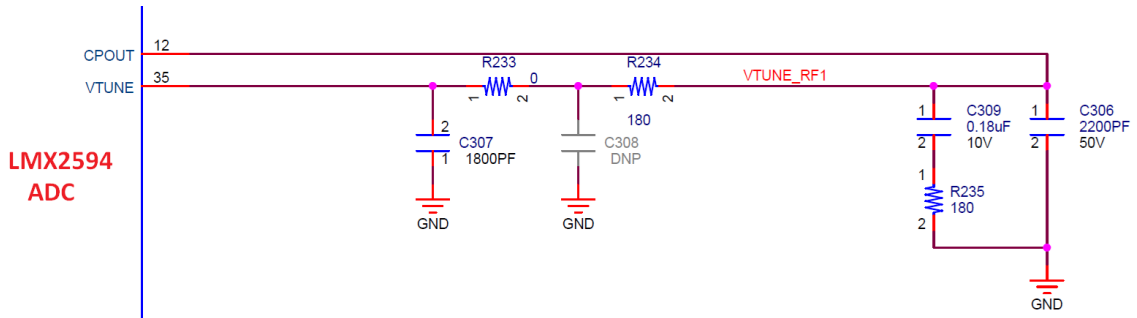 CPOUT 12
VTUNE 35
R233
1 2
0
R234
1 2
180
VTUNE_RF1
2
C307
1
1800PF
GND
C308
DNP
GND
1
C309
0.18uF
2
10V
1
R235
180
2
1
C306
2200PF
2
50V
GND
LMX2594
ADC